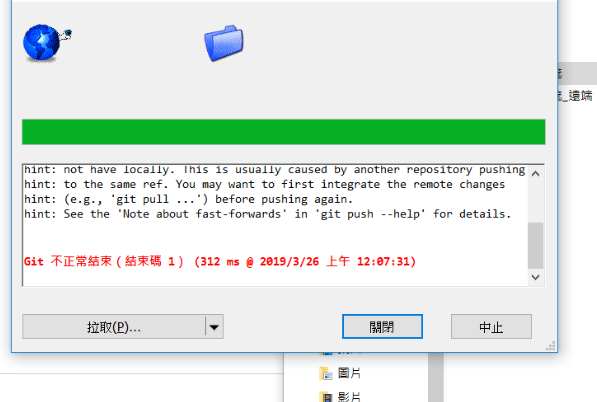 hint: not have locally. This is usually caused by another repository pushing
hint: to the same ref. You may want to first integrate the remote changes
hint: (e.g., 'git pull ...') before pushing again.
hint: See the 'Note about fast-forwards' in 'git push --help' for details.
Git 不正常結束 (結束碼 1) (312 ms @ 2019/3/26 上午 12:07:31)
拉取(P)...
關閉
中止
_遠端
圖片
影片